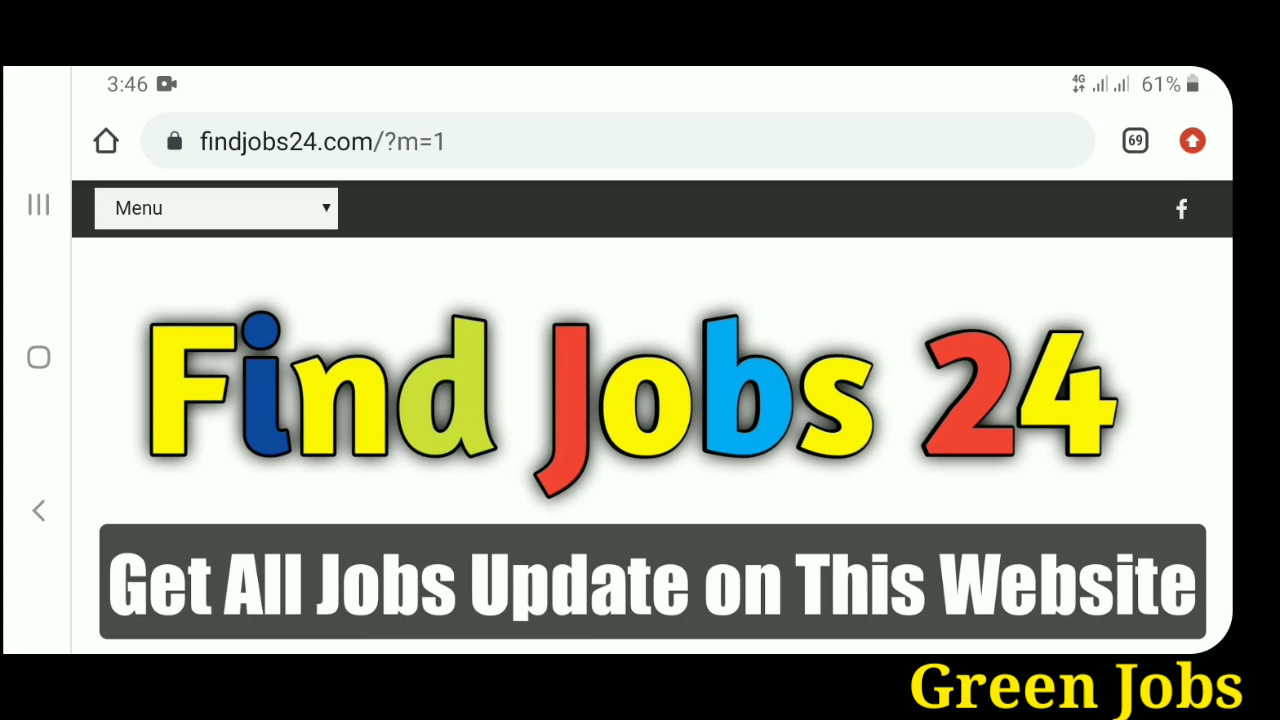 3:46
4G
61%
findjobs24.com/?m=1
69
Menu
Find Jobs 24
Get All Jobs Update on This Website
Green Jobs